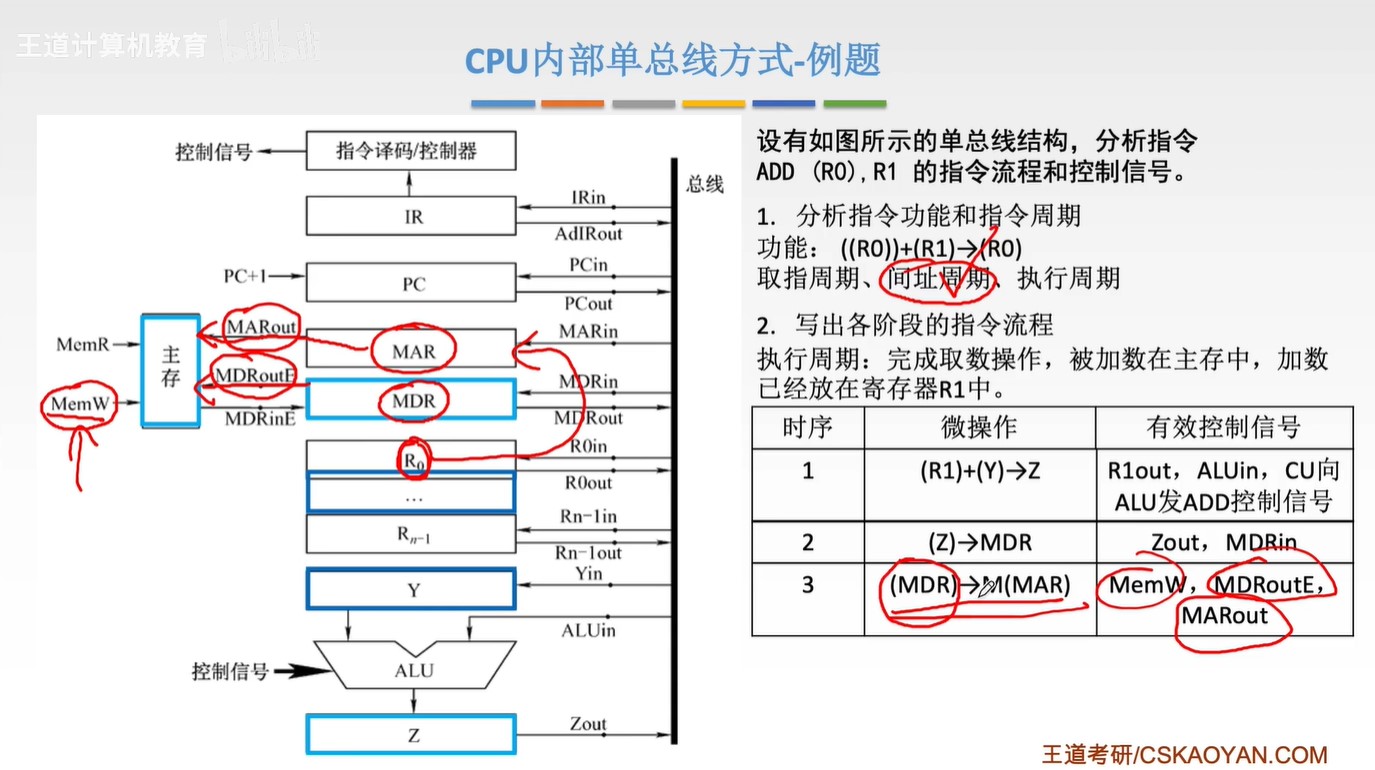 王道计算机教育 bilibili
CPU内部单总线方式-例题
控制信号
指令译码/控制器
总线
IR
IRin
AdIRout
PC+1
PC
PCin
PCout
MemR
MemW
主
存
MARout
MDRoutE
MDRinE
MAR
MARin
MDR
MDRin
MDRout
R0
R0in
R0out
…
Rn-1
Rn-1in
Rn-1out
Y
Yin
ALUin
控制信号
ALU
Z
Zout
设有如图所示的单总线结构，分析指令
ADD (R0),R1 的指令流程和控制信号。
1. 分析指令功能和指令周期
功能： ((R0))+(R1)→(R0)
取指周期、间址周期、执行周期
2. 写出各阶段的指令流程
执行周期：完成取数操作，被加数在主存中，加数
已经放在寄存器R1中。
时序 微操作 有效控制信号
1 (R1)+(Y)→Z R1out，ALUin，CU向
ALU发ADD控制信号
2 (Z)→MDR Zout，MDRin
3 (MDR)→M(MAR) MemW，MDRoutE，
MARout
王道考研/CSKAOYAN.COM